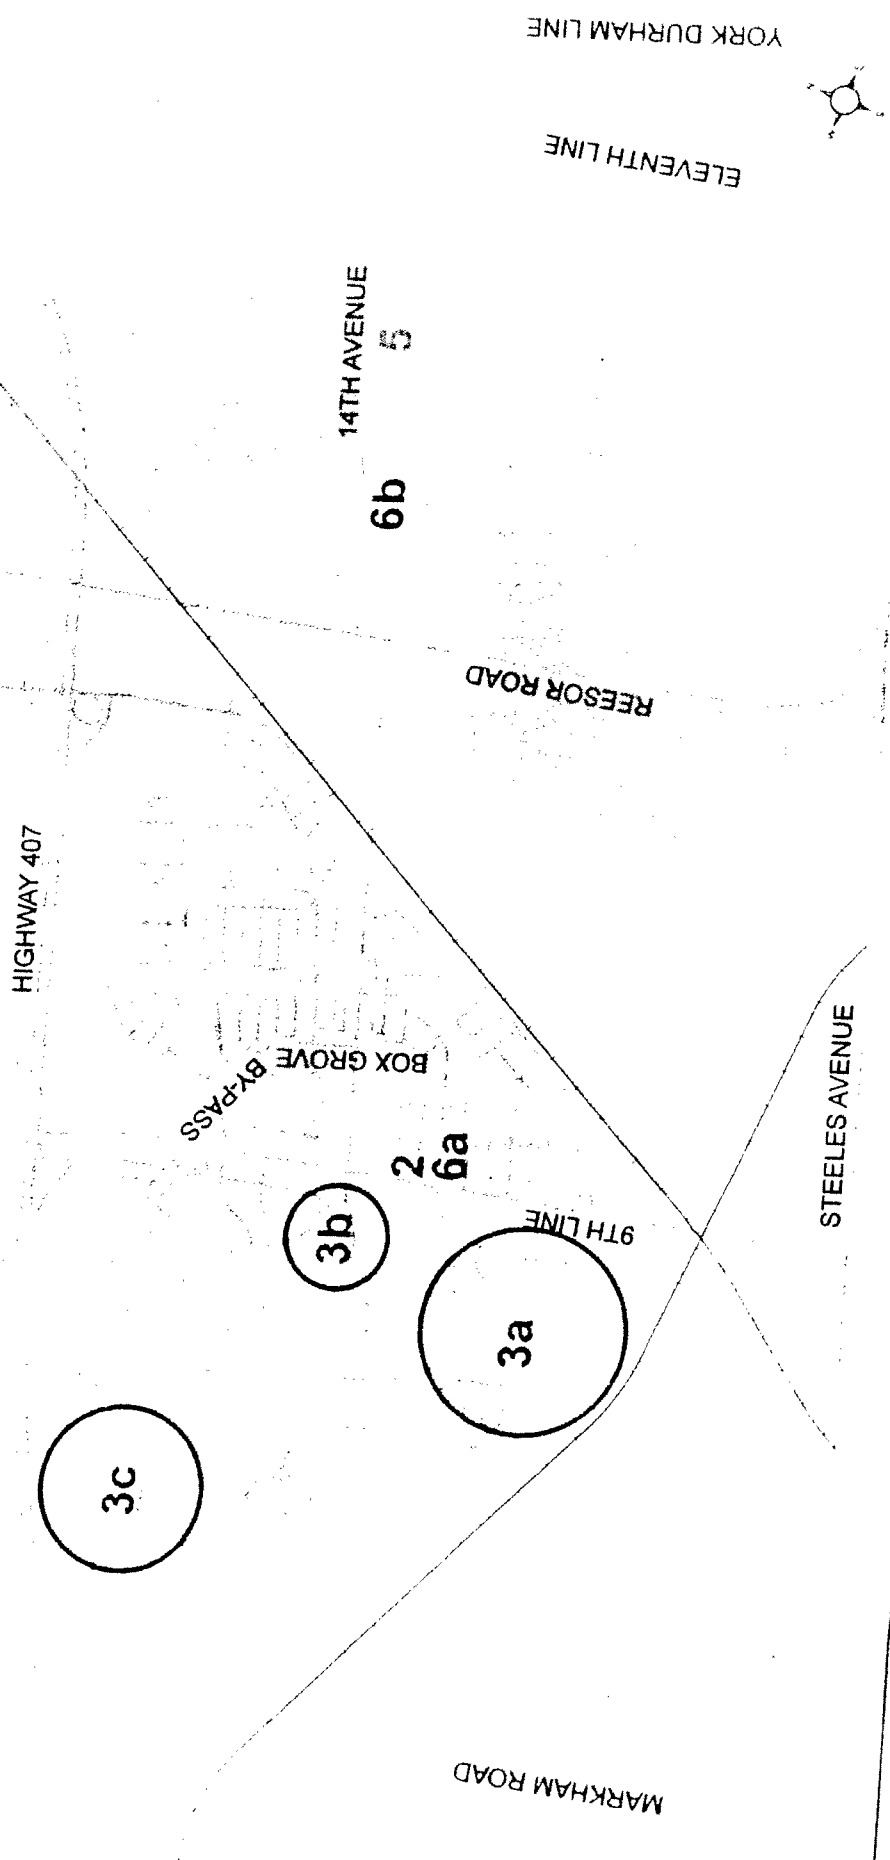 HIGHWAY 407
3c
BY-PASS
BOX GROVE
3b
2
6a
14TH AVENUE
5
6b
3a
9TH LINE
REESOR ROAD
MARKHAM ROAD
ELEVENTH LINE
YORK DURHAM LINE
STEELES AVENUE